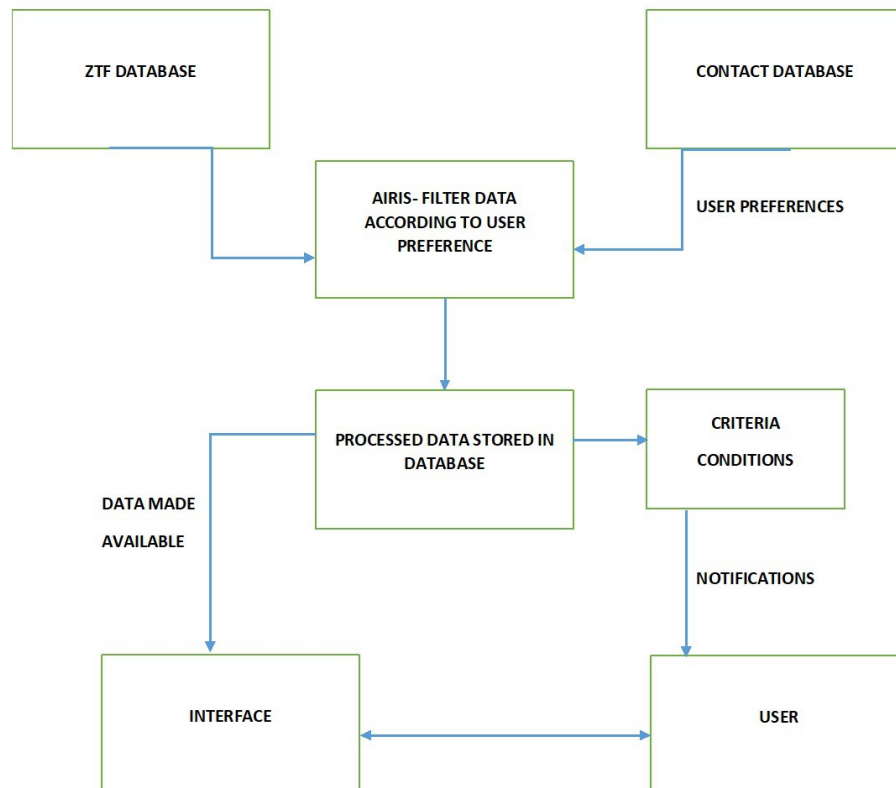 ZTF DATABASE
CONTACT DATABASE
AIRIS- FILTER DATA
ACCORDING TO USER
PREFERENCE
USER PREFERENCES
PROCESSED DATA STORED IN
DATABASE
CRITERIA
CONDITIONS
DATA MADE
AVAILABLE
NOTIFICATIONS
INTERFACE
USER